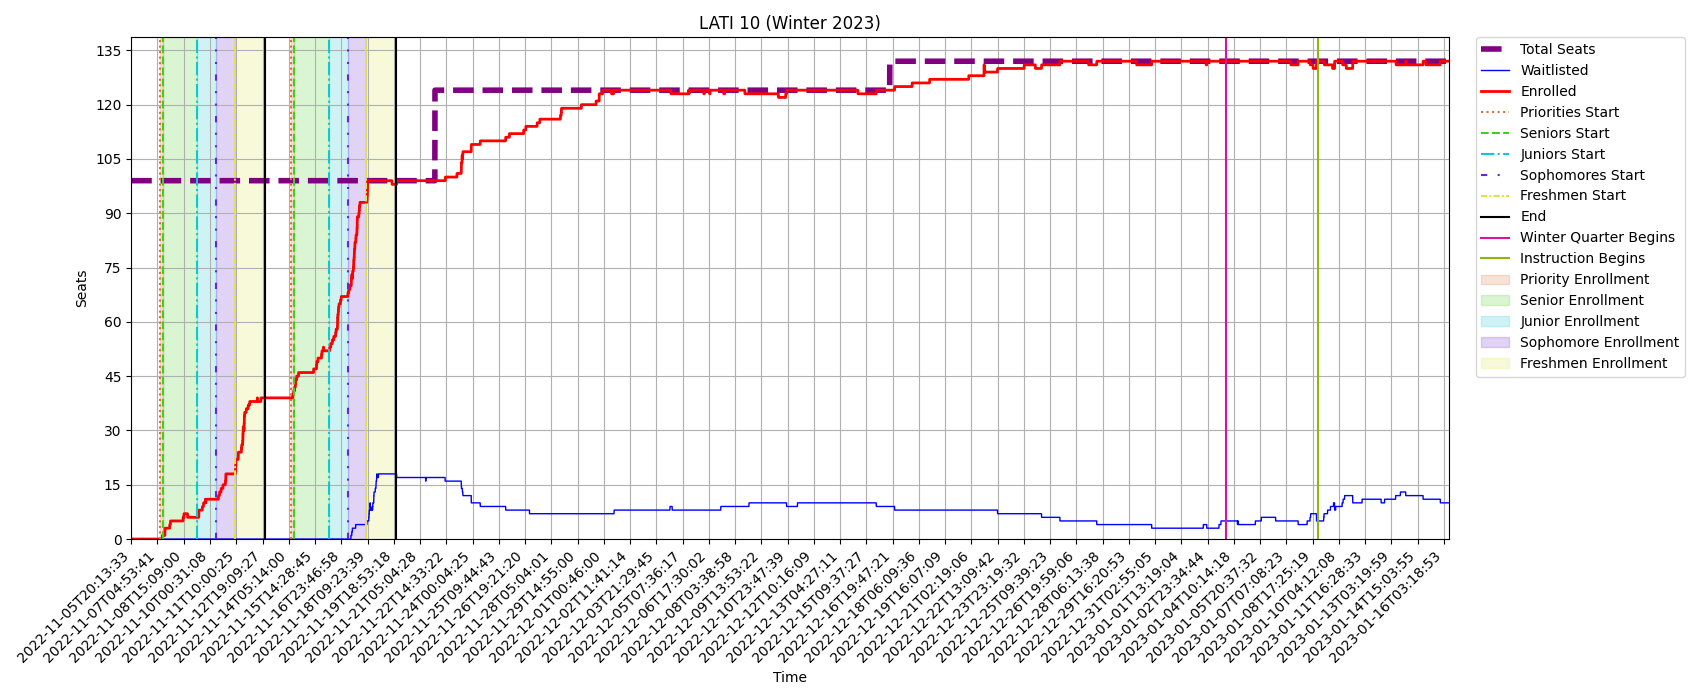 LATI 10 (Winter 2023)
Seats
135
120
105
90
75
60
45
30
15
0
2022-11-05T20:13:33
2022-11-07T04:53:41
2022-11-08T15:09:00
2022-11-10T00:31:08
2022-11-11T10:00:25
2022-11-12T19:09:27
2022-11-14T05:14:00
2022-11-15T14:28:45
2022-11-16T23:46:58
2022-11-18T09:23:39
2022-11-19T18:53:18
2022-11-21T05:04:28
2022-11-22T14:33:22
2022-11-24T00:04:25
2022-11-25T09:44:43
2022-11-26T19:21:20
2022-11-28T05:04:01
2022-11-29T14:55:00
2022-12-01T00:46:00
2022-12-02T11:41:14
2022-12-03T21:29:45
2022-12-05T07:36:17
2022-12-06T17:30:02
2022-12-08T03:38:58
2022-12-09T13:53:22
2022-12-10T23:47:39
2022-12-12T10:16:09
2022-12-13T04:27:11
2022-12-15T09:37:27
2022-12-16T19:47:21
2022-12-18T06:09:36
2022-12-19T16:07:09
2022-12-21T02:19:06
2022-12-22T13:09:42
2022-12-23T23:19:32
2022-12-25T09:39:23
2022-12-26T19:59:06
2022-12-28T06:13:38
2022-12-29T16:20:53
2022-12-31T02:55:05
2023-01-01T13:19:04
2023-01-02T23:34:44
2023-01-04T10:14:18
2023-01-05T20:37:32
2023-01-07T07:08:23
2023-01-08T17:25:19
2023-01-10T04:12:08
2023-01-11T16:28:33
2023-01-13T03:19:59
2023-01-14T15:03:55
2023-01-16T03:18:53
Time
Total Seats
Waitlisted
Enrolled
Priorities Start
Seniors Start
Juniors Start
Sophomores Start
Freshmen Start
End
Winter Quarter Begins
Instruction Begins
Priority Enrollment
Senior Enrollment
Junior Enrollment
Sophomore Enrollment
Freshmen Enrollment